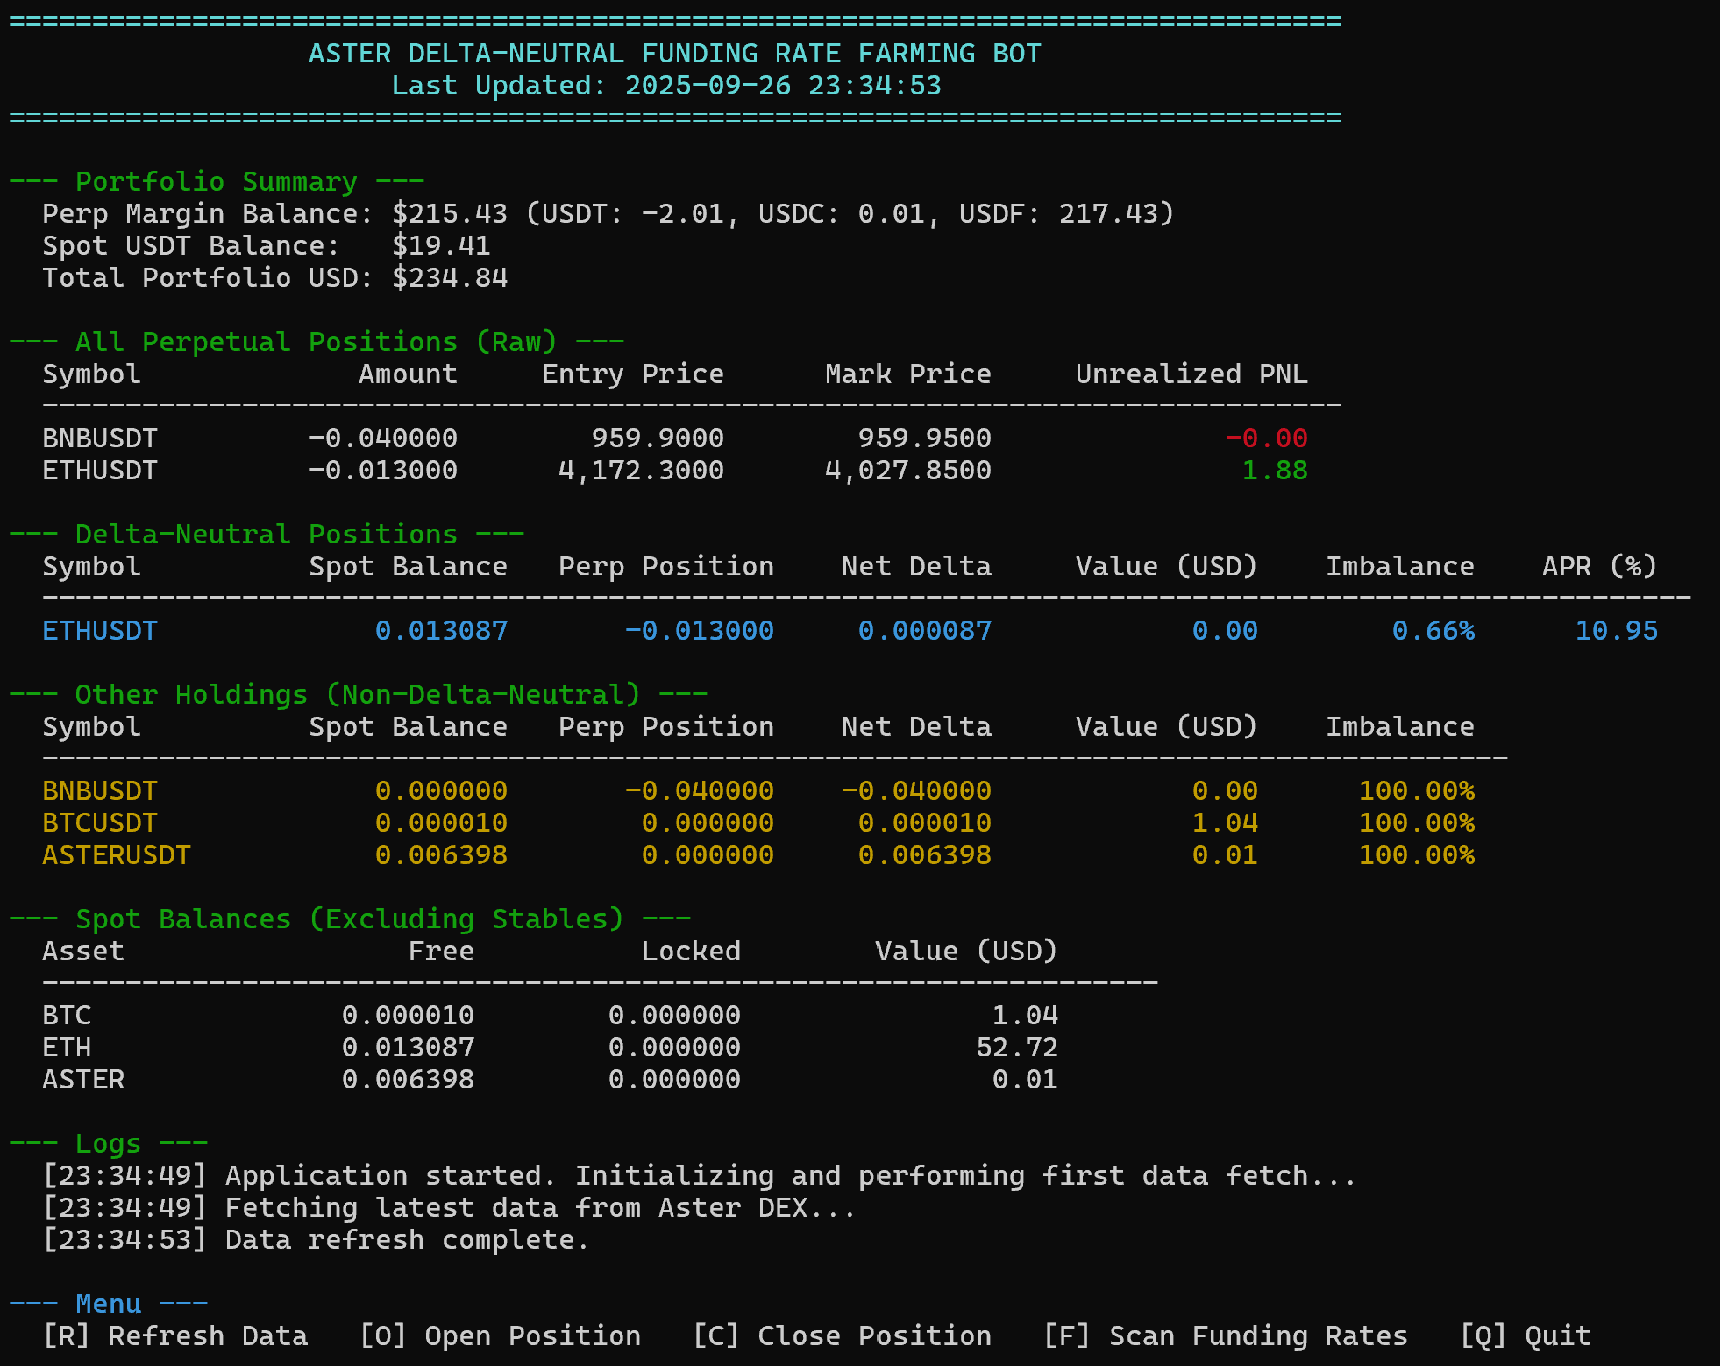 ================================================================================
ASTER DELTA-NEUTRAL FUNDING RATE FARMING BOT
Last Updated: 2025-09-26 23:34:53
================================================================================
--- Portfolio Summary ---
Perp Margin Balance: $215.43 (USDT: -2.01, USDC: 0.01, USDF: 217.43)
Spot USDT Balance: $19.41
Total Portfolio USD: $234.84
--- All Perpetual Positions (Raw) ---
Symbol Amount Entry Price Mark Price Unrealized PNL
------------------------------------------------------------------------------
BNBUSDT -0.040000 959.9000 959.9500 -0.00
ETHUSDT -0.013000 4,172.3000 4,027.8500 1.88
--- Delta-Neutral Positions ---
Symbol Spot Balance Perp Position Net Delta Value (USD) Imbalance APR (%)
---------------------------------------------------------------------------------------------------
ETHUSDT 0.013087 -0.013000 0.000087 0.00 0.66% 10.95
--- Other Holdings (Non-Delta-Neutral) ---
Symbol Spot Balance Perp Position Net Delta Value (USD) Imbalance
----------------------------------------------------------------------------------------
BNBUSDT 0.000000 -0.040000 -0.040000 0.00 100.00%
BTCUSDT 0.000010 0.000000 0.000010 1.04 100.00%
ASTERUSDT 0.006398 0.000000 0.006398 0.01 100.00%
--- Spot Balances (Excluding Stables) ---
Asset Free Locked Value (USD)
-------------------------------------------------------------------
BTC 0.000010 0.000000 1.04
ETH 0.013087 0.000000 52.72
ASTER 0.006398 0.000000 0.01
--- Logs ---
[23:34:49] Application started. Initializing and performing first data fetch...
[23:34:49] Fetching latest data from Aster DEX...
[23:34:53] Data refresh complete.
--- Menu ---
[R] Refresh Data [O] Open Position [C] Close Position [F] Scan Funding Rates [Q] Quit